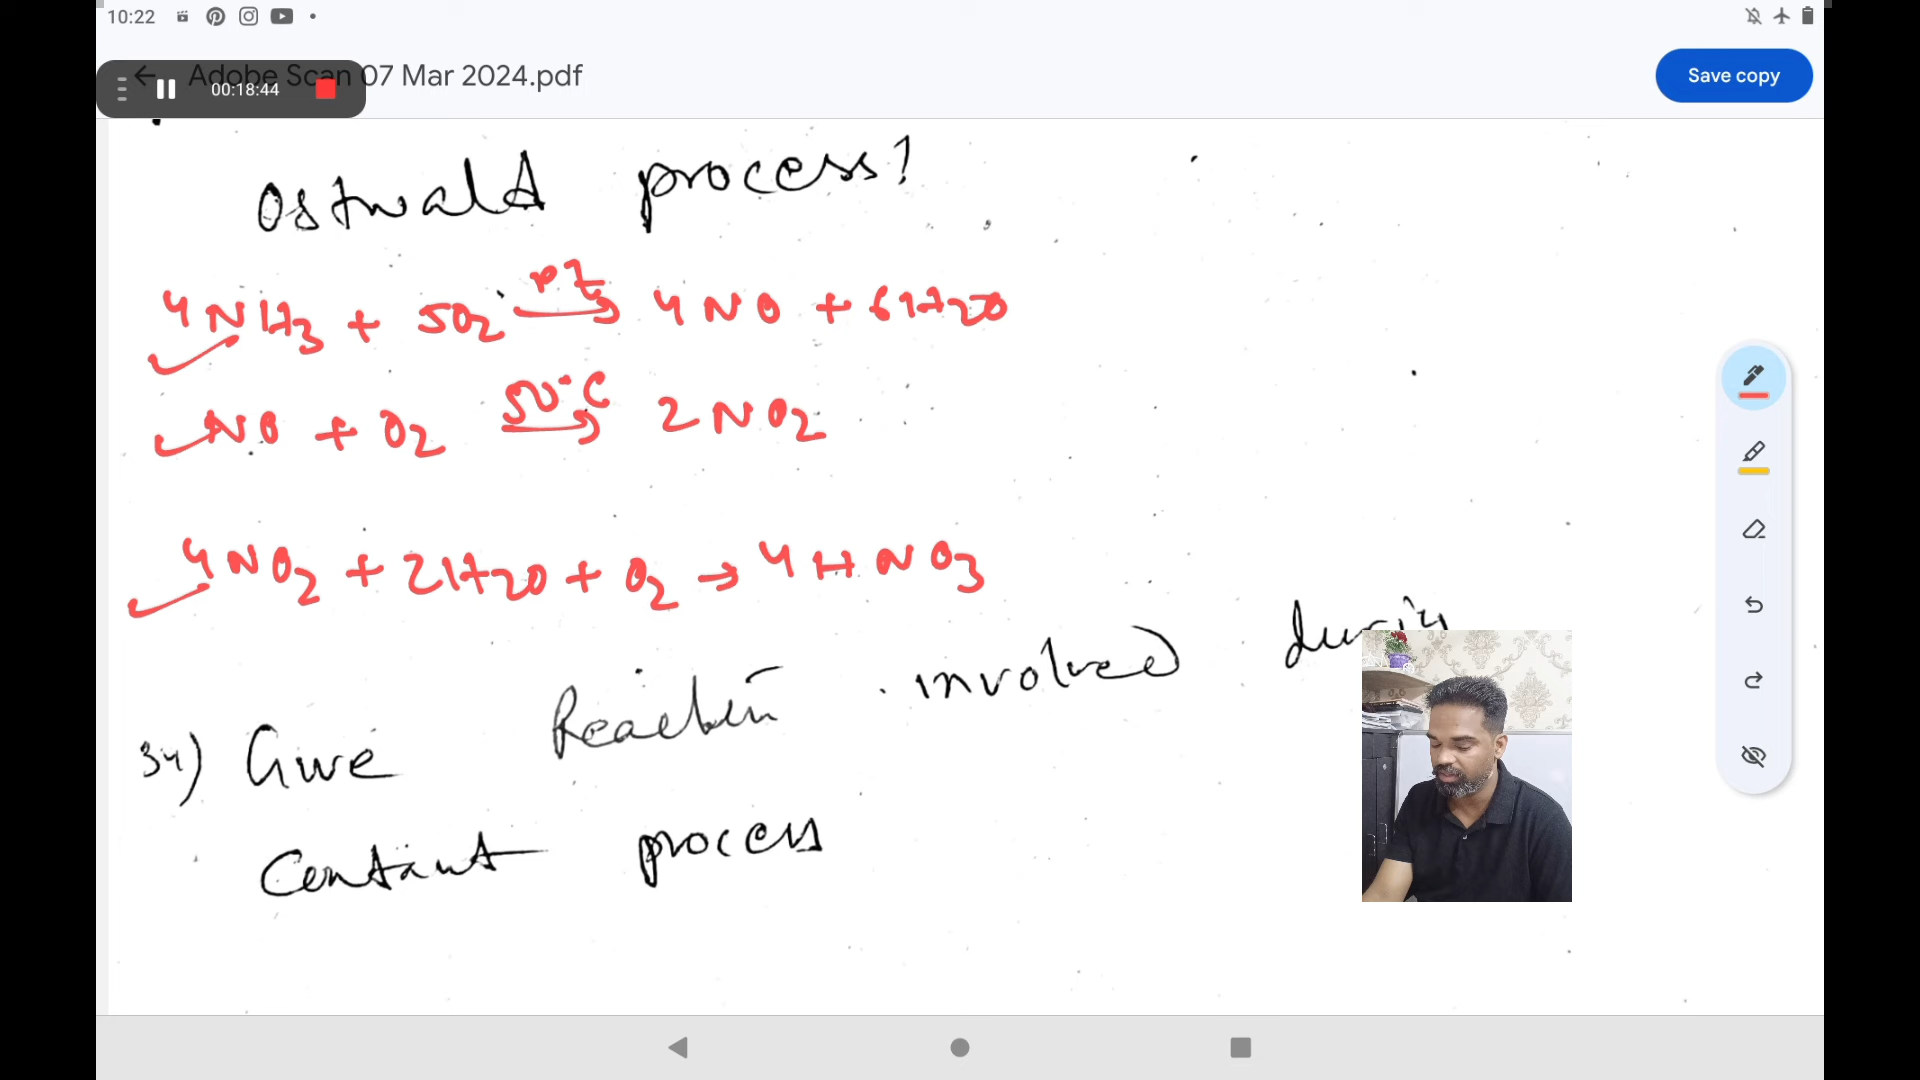 10:22
Adobe Scan 07 Mar 2024.pdf
00:18:44
Save copy
Ostwald process?
4NH3 + 5O2 Pt → 4NO + 6H2O
NO + O2 50°C → 2NO2
4NO2 + 2H2O + O2 → 4HNO3
34) Give Reaction involved
Contact process